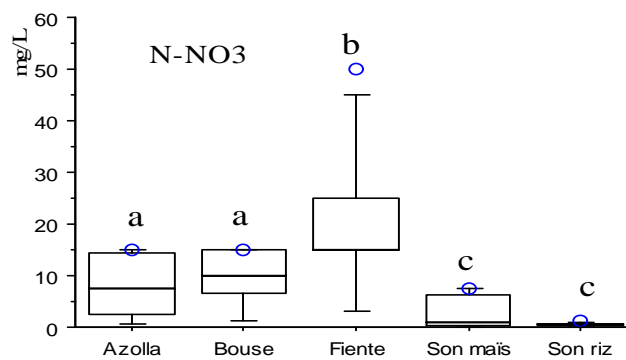 60
mg/L
N-NO3
b
50
40
30
20
a
a
c
c
10
0
Azolla
Bouse
Fiente
Son maïs
Son riz